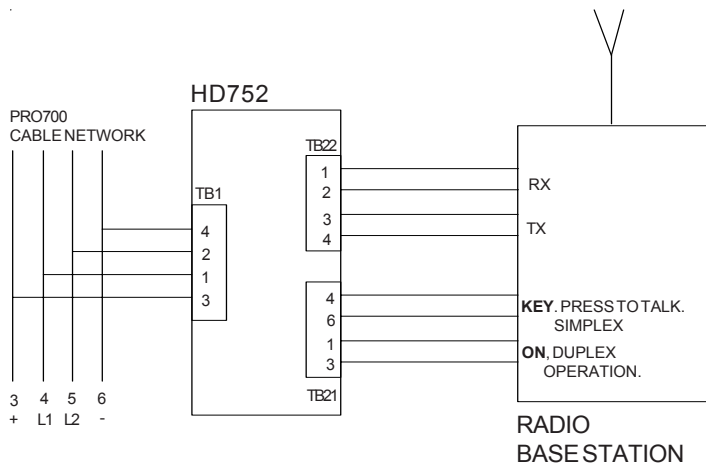 HD752
PRO700
CABLE NETWORK
TB22
1
2
3
4
RX
TX
TB1
4
2
1
3
4
6
1
3
TB21
KEY. PRESS TO TALK.
SIMPLEX
ON, DUPLEX
OPERATION.
3 4 5 6
+ L1 L2 -
RADIO
BASE STATION